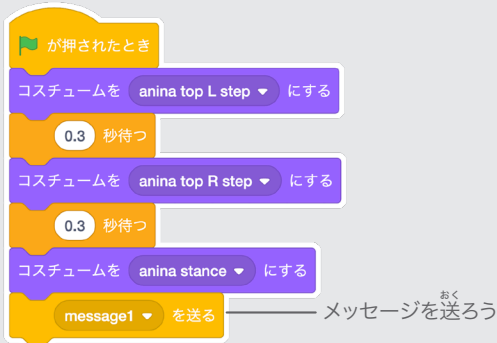 が押されたとき
コスチュームを anina top L step にする
0.3 秒待つ
コスチュームを anina top R step にする
0.3 秒待つ
コスチュームを anina stance にする
message1 を送る
おく
メッセージを送ろう